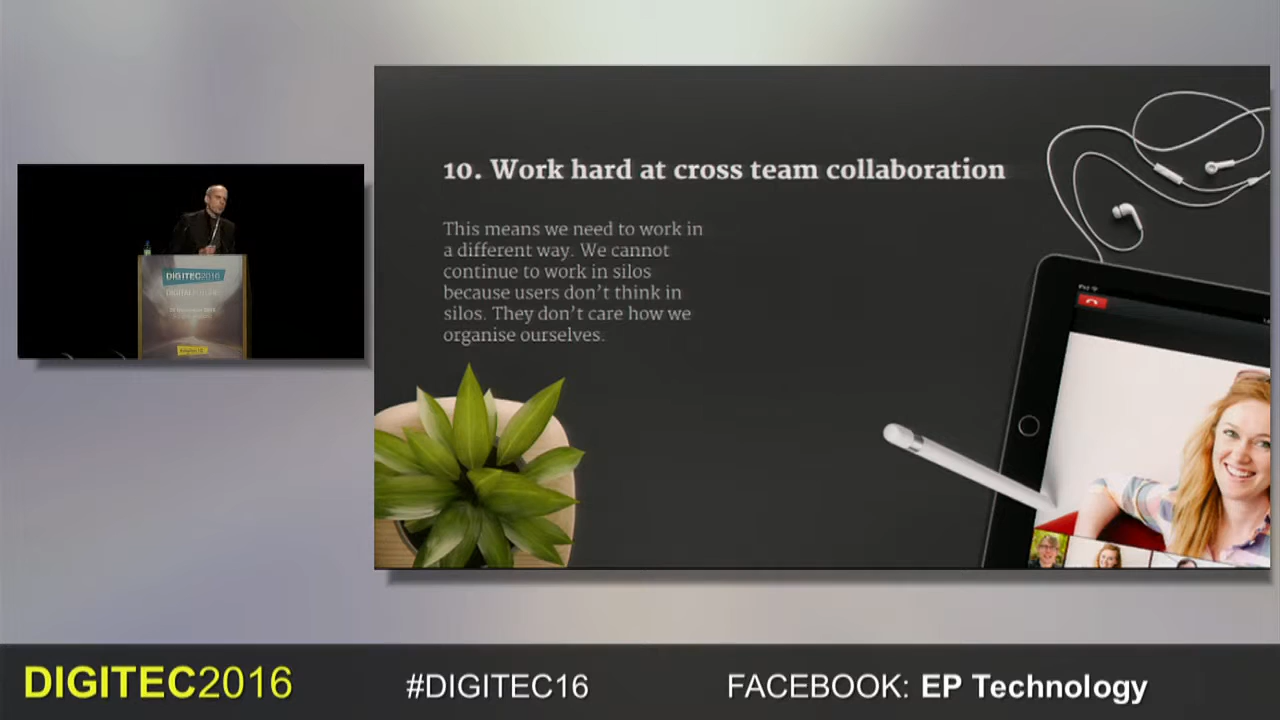 10. Work hard at cross team collaboration
This means we need to work in
a different way. We cannot
continue to work in silos
because users don't think in
silos. They don't care how we
organise ourselves.
DIGITEC2016
DIGITEC2016
#DIGITEC16
FACEBOOK: EP Technology